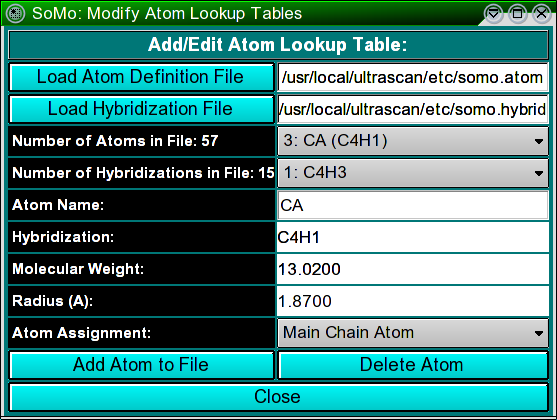 SoMo: Modify Atom Lookup Tables
Add/Edit Atom Lookup Table:
Load Atom Definition File /usr/local/ultrascan/etc/somo.atom
Load Hybridization File /usr/local/ultrascan/etc/somo.hybrid
Number of Atoms in File: 57 3: CA (C4H1)
Number of Hybridizations in File: 15 1: C4H3
Atom Name: CA
Hybridization: C4H1
Molecular Weight: 13.0200
Radius (A): 1.8700
Atom Assignment: Main Chain Atom
Add Atom to File Delete Atom
Close